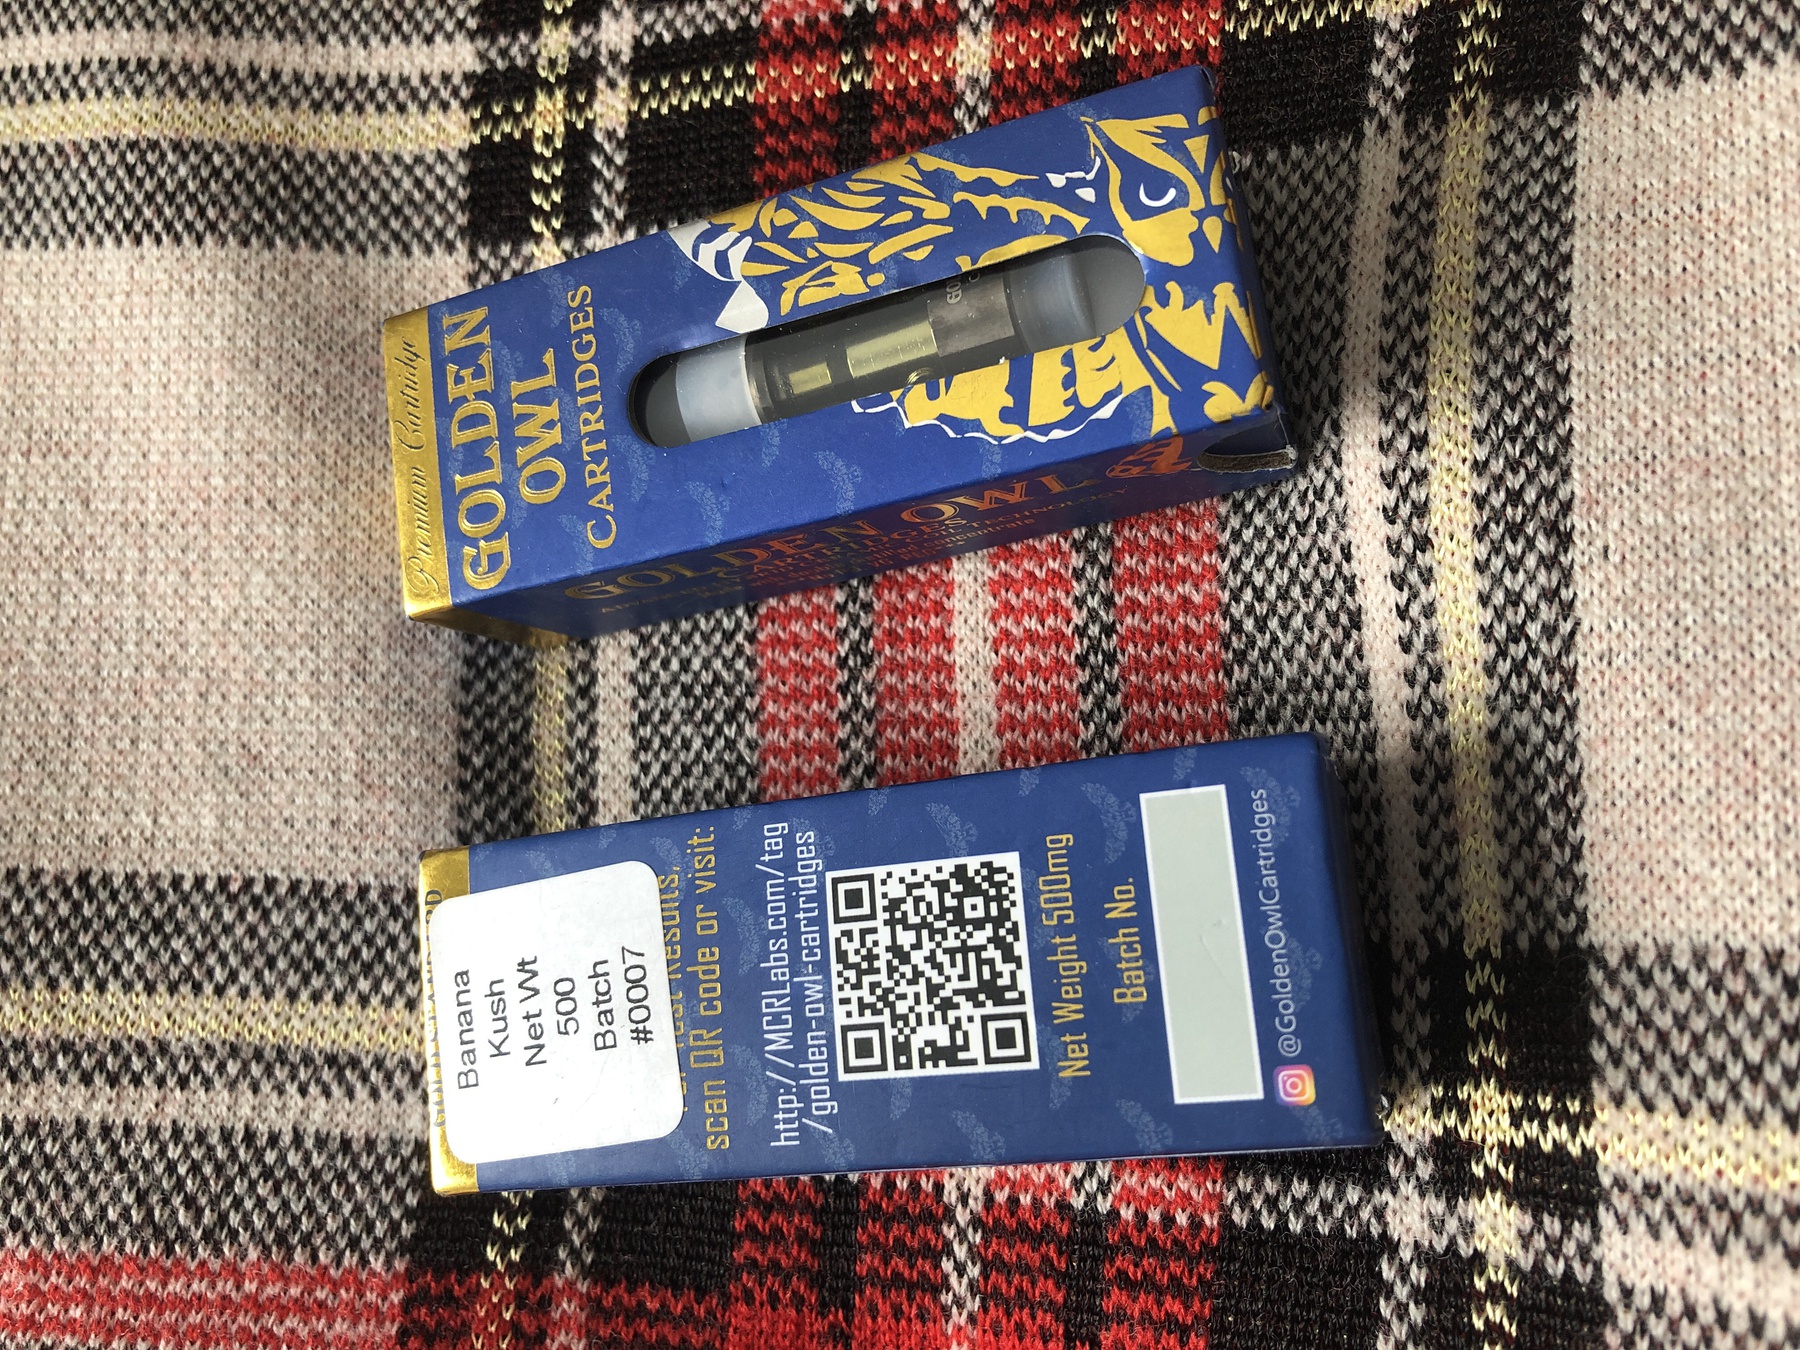 Premium Cartridge
GOLDEN
OWL
CARTRIDGES
GOLDEN OWL
CARTRIDGES
Banana
Kush
Net Wt
500
Batch
#0007
scan QR code or visit:
http://MCRLabs.com/tag
/golden-owl-cartridges
Net Weight 500mg
Batch No.
@GoldenOwlCartridges